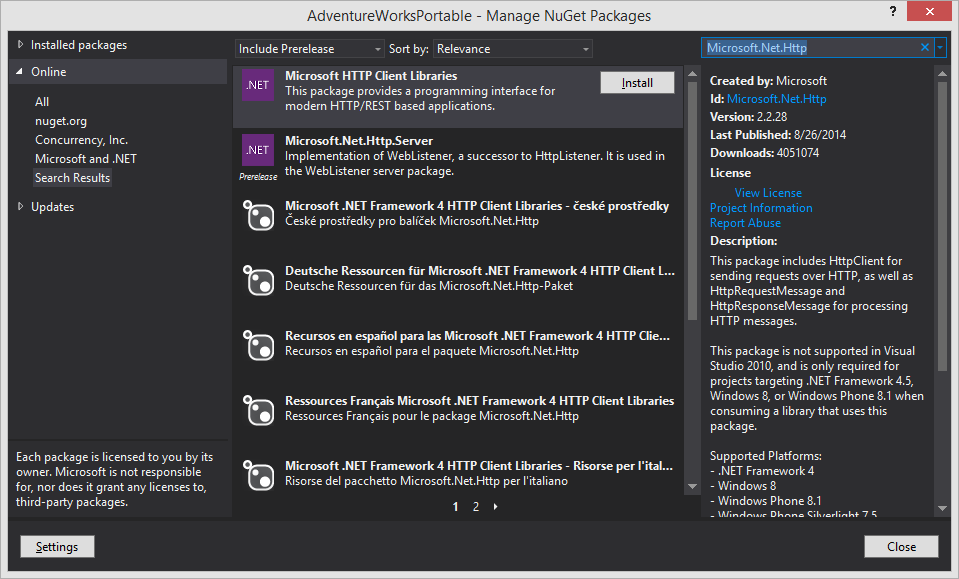 AdventureWorksPortable - Manage NuGet Packages
?
Installed packages
Online
All
nuget.org
Concurrency, Inc.
Microsoft and .NET
Search Results
Updates
Each package is licensed to you by its
owner. Microsoft is not responsible
for, nor does it grant any licenses to,
third-party packages.
Include Prerelease
Sort by:
Relevance
.NET
Microsoft HTTP Client Libraries
This package provides a programming interface for
modern HTTP/REST based applications.
Install
.NET
Prerelease
Microsoft.Net.Http.Server
Implementation of WebListener, a successor to HttpListener. It is used in
the WebListener server package.
Microsoft .NET Framework 4 HTTP Client Libraries - české prostředky
České prostředky pro balíček Microsoft.Net.Http
Deutsche Ressourcen für Microsoft .NET Framework 4 HTTP Client L...
Deutsche Ressourcen für das Microsoft.Net.Http-Paket
Recursos en español para las Microsoft .NET Framework 4 HTTP Clie...
Recursos en español para el paquete Microsoft.Net.Http
Ressources Français Microsoft .NET Framework 4 HTTP Client Libraries
Ressources Français pour le package Microsoft.Net.Http
Microsoft .NET Framework 4 HTTP Client Libraries - Risorse per l'ital...
Risorse del pacchetto Microsoft.Net.Http per l'italiano
1 2
Microsoft.Net.Http
Created by: Microsoft
Id: Microsoft.Net.Http
Version: 2.2.28
Last Published: 8/26/2014
Downloads: 4051074
License
View License
Project Information
Report Abuse
Description:
This package includes HttpClient for
sending requests over HTTP, as well as
HttpRequestMessage and
HttpResponseMessage for processing
HTTP messages.
This package is not supported in Visual
Studio 2010, and is only required for
projects targeting .NET Framework 4.5,
Windows 8, or Windows Phone 8.1 when
consuming a library that uses this
package.
Supported Platforms:
- .NET Framework 4
- Windows 8
- Windows Phone 8.1
- Windows Phone Silverlight 7.5
Settings
Close